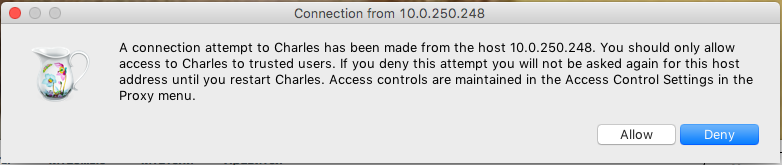 Connection from 10.0.250.248
A connection attempt to Charles has been made from the host 10.0.250.248. You should only allow
access to Charles to trusted users. If you deny this attempt you will not be asked again for this host
address until you restart Charles. Access controls are maintained in the Access Control Settings in the
Proxy menu.
Allow Deny